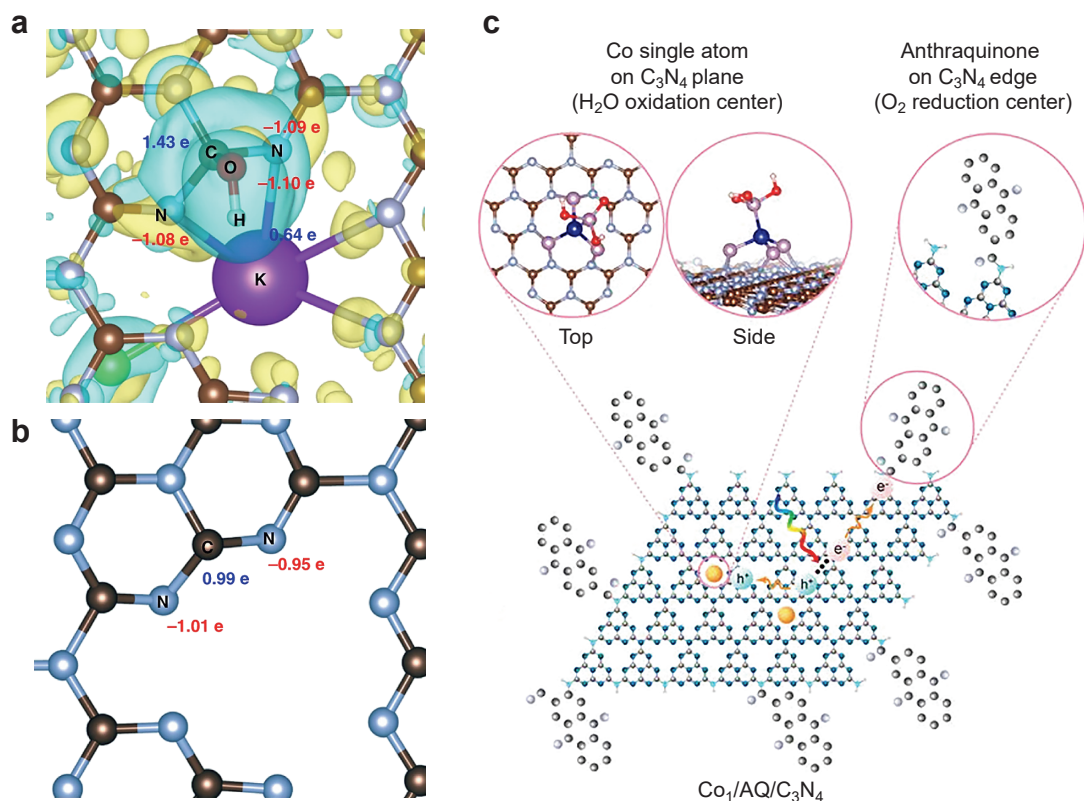 a
−1.09 e
1.43 e
C
N
O
−1.10 e
N
H
−1.08 e
0.64 e
K
b
C
N
−0.95 e
0.99 e
N
−1.01 e
c
Co single atom
on C₃N₄ plane
(H₂O oxidation center)
Anthraquinone
on C₃N₄ edge
(O₂ reduction center)
Top
Side
e⁻
e⁻
h⁺
h⁺
Co₁/AQ/C₃N₄